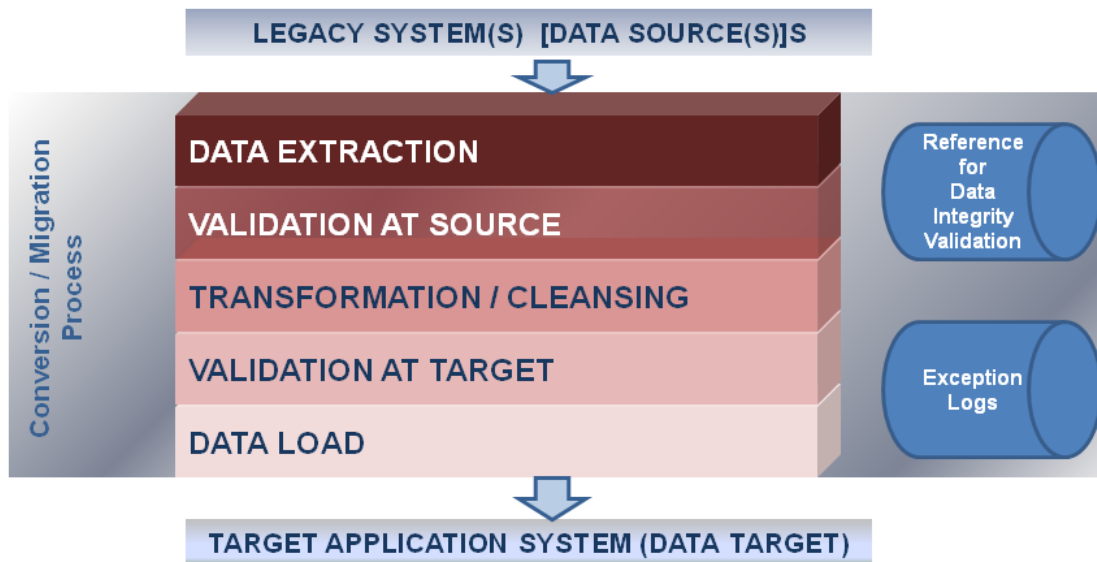 LEGACY SYSTEM(S) [DATA SOURCE(S)]S
Conversion / Migration
Process
DATA EXTRACTION
VALIDATION AT SOURCE
TRANSFORMATION / CLEANSING
VALIDATION AT TARGET
DATA LOAD
Reference
for
Data
Integrity
Validation
Exception
Logs
TARGET APPLICATION SYSTEM (DATA TARGET)